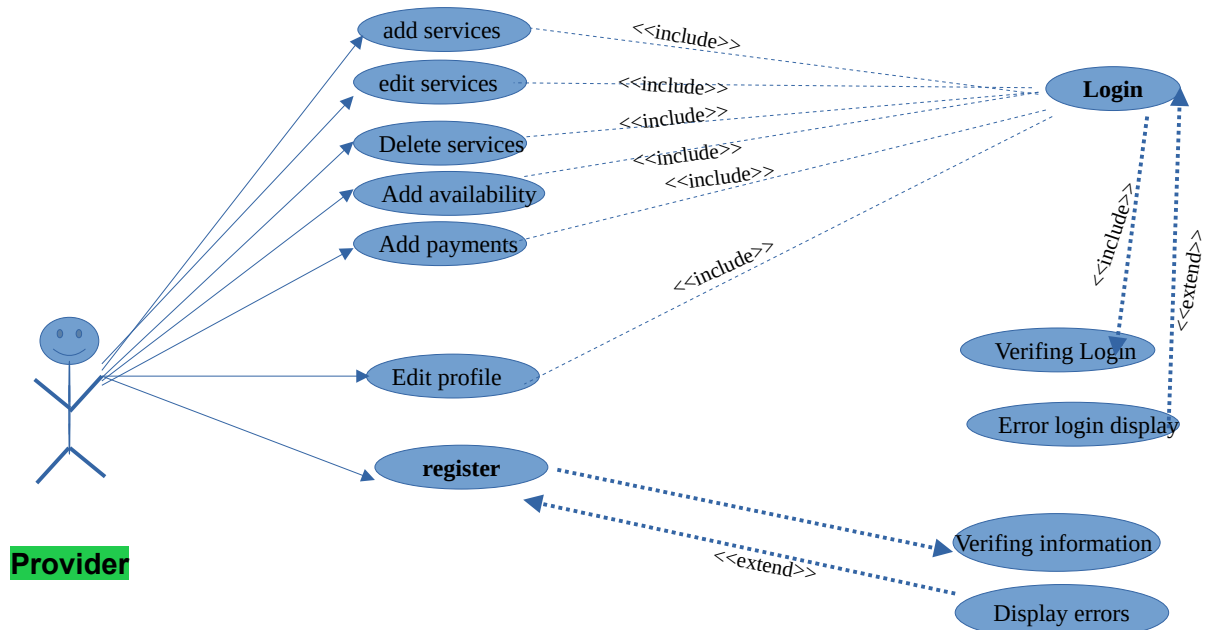 add services
<<include>>
edit services
<<include>>
Login
Delete services
<<include>>
Add availability
<<include>>
Add payments
<<include>>
<<include>>
<<include>>
<<extend>>
Verifing Login
Edit profile
Error login display
register
Verifing information
Provider
<<extend>>
Display errors